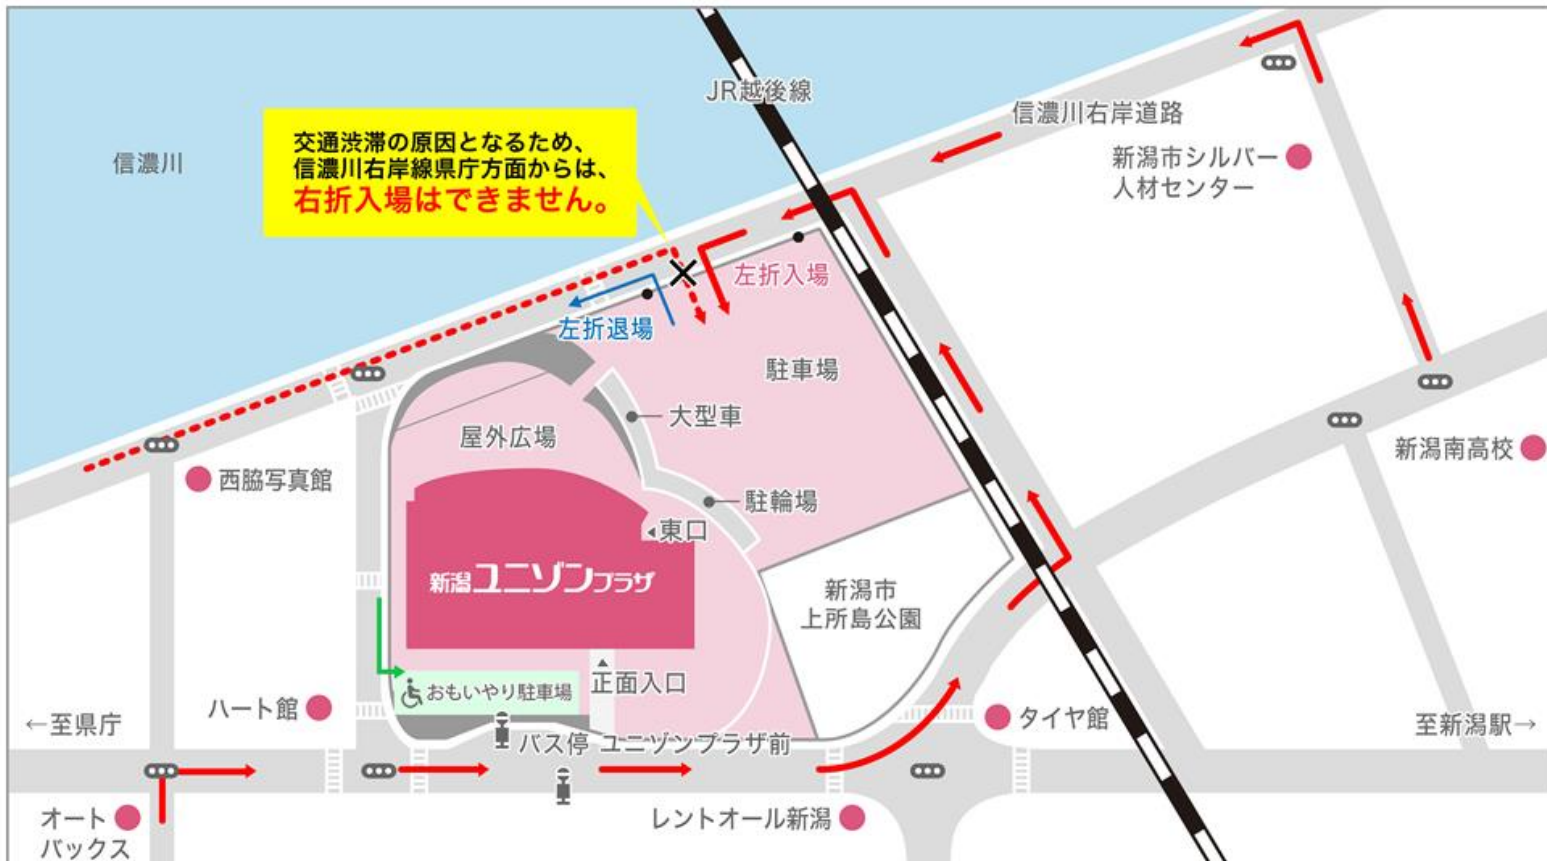 JR越後線
信濃川右岸道路
交通渋滞の原因となるため、
信濃川右岸線県庁方面からは、
右折入場はできません。
信濃川
新潟市シルバー
人材センター
左折入場
左折退場
駐車場
大型車
屋外広場
新潟南高校
西脇写真館
駐輪場
東口
新潟ユニゾンプラザ
新潟市
上所島公園
おもいやり駐車場
正面入口
ハート館
←至県庁
タイヤ館
至新潟駅→
バス停 ユニゾンプラザ前
オート
バックス
レントオール新潟